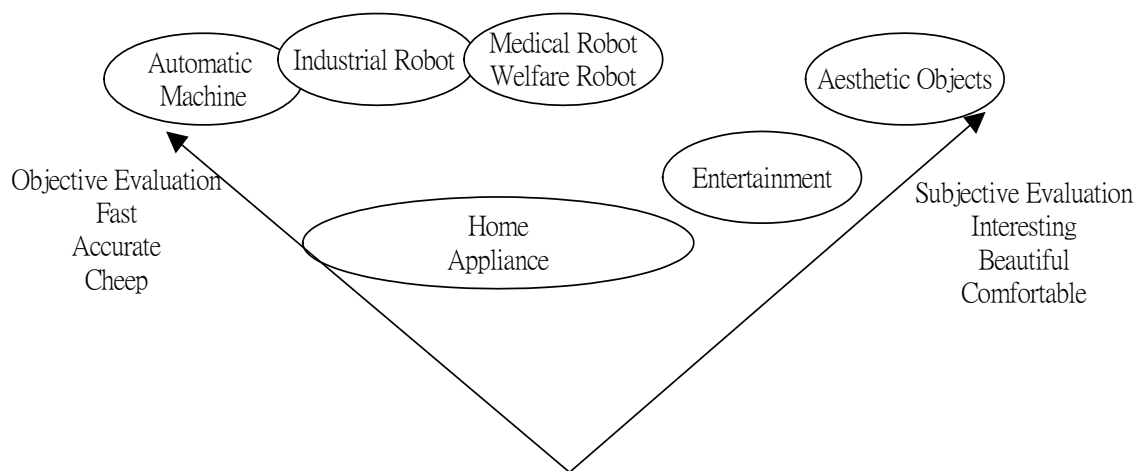 Automatic
Machine
Industrial Robot
Medical Robot
Welfare Robot
Aesthetic Objects
Entertainment
Home
Appliance
Objective Evaluation
Fast
Accurate
Cheep
Subjective Evaluation
Interesting
Beautiful
Comfortable